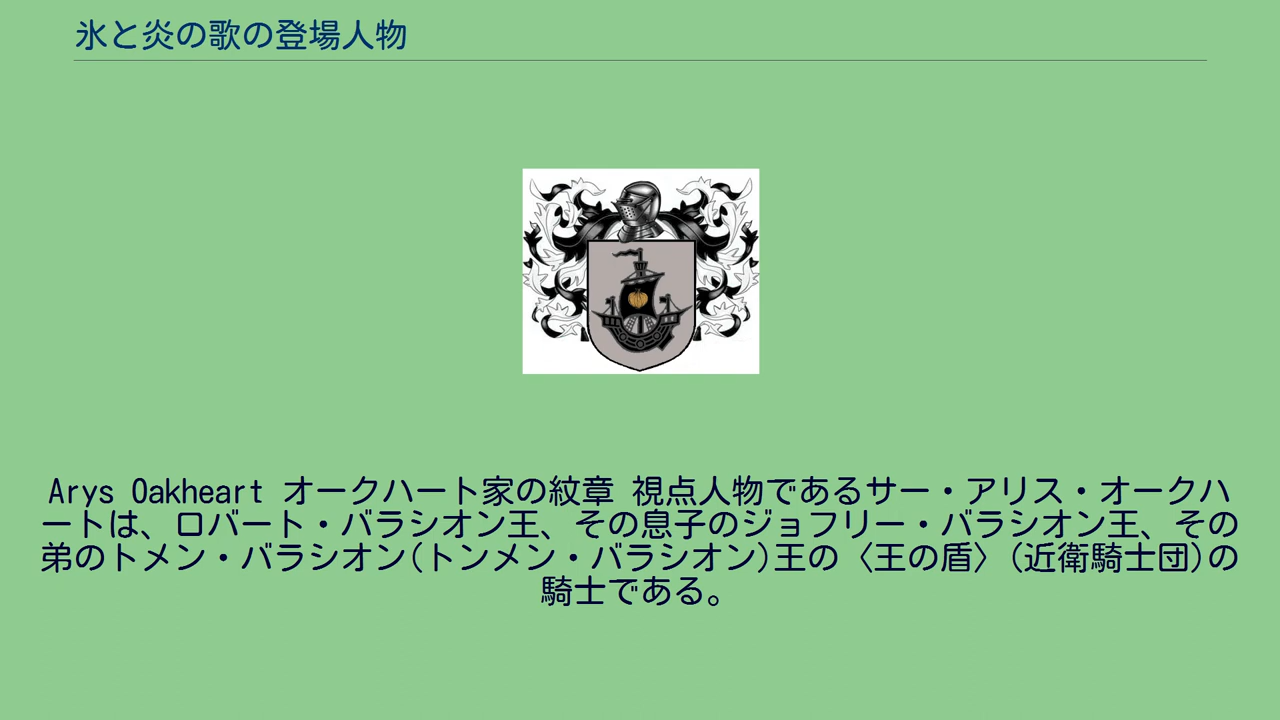 氷と炎の歌の登場人物
Arys Oakheart オークハート家の紋章 視点人物であるサー・アリス・オークハ
ートは、ロバート・バラシオン王、その息子のジョフリー・バラシオン王、その
弟のトメン・バラシオン(トンメン・バラシオン)王の〈王の盾〉(近衛騎士団)の
騎士である。